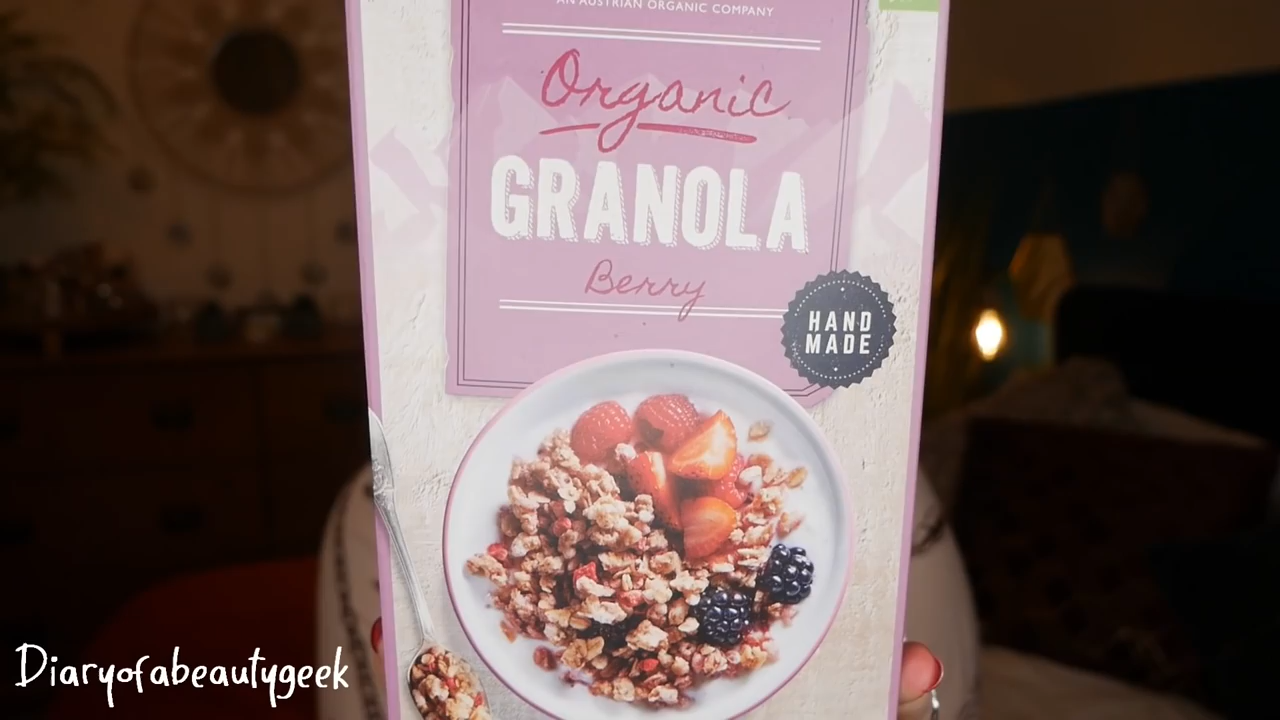 AN AUSTRIAN ORGANIC COMPANY
Organic
GRANOLA
Berry
HAND
MADE
Diaryofabeautygeek